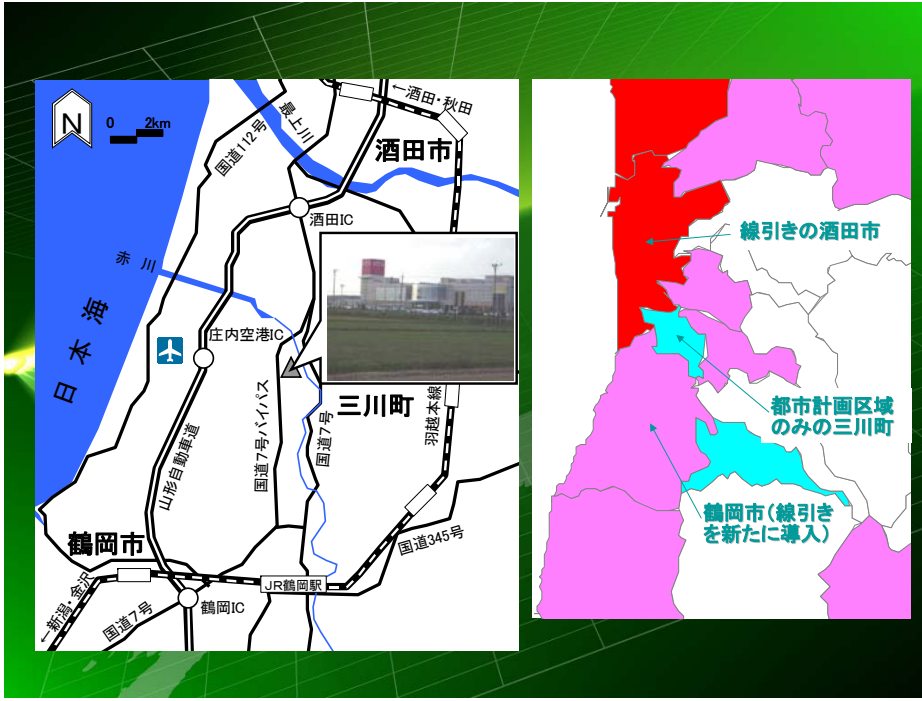 N
0 2km
←酒田・秋田
最上川
国道112号
酒田市
酒田IC
赤川
日本海
庄内空港IC
三川町
国道7号バイパス
国道7号
羽越本線
山形自動車道
鶴岡市
国道345号
JR鶴岡駅
←新潟・金沢
鶴岡IC
国道7号
線引きの酒田市
都市計画区域
のみの三川町
鶴岡市(線引き
を新たに導入)